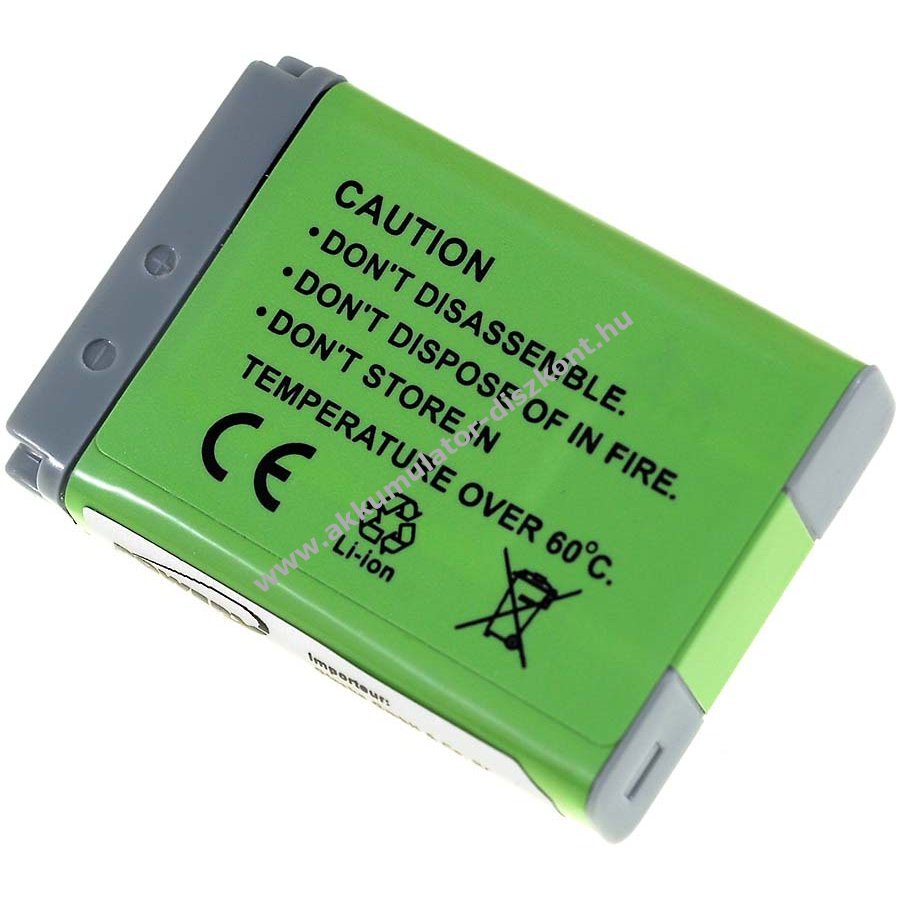 CAUTION
•DON'T DISASSEMBLE.
•DON'T DISPOSE OF IN FIRE.
•DON'T STORE IN
TEMPERATURE OVER 60°C.
CE
Li-ion
Importeur:
www.akkumulator-diszkont.hu